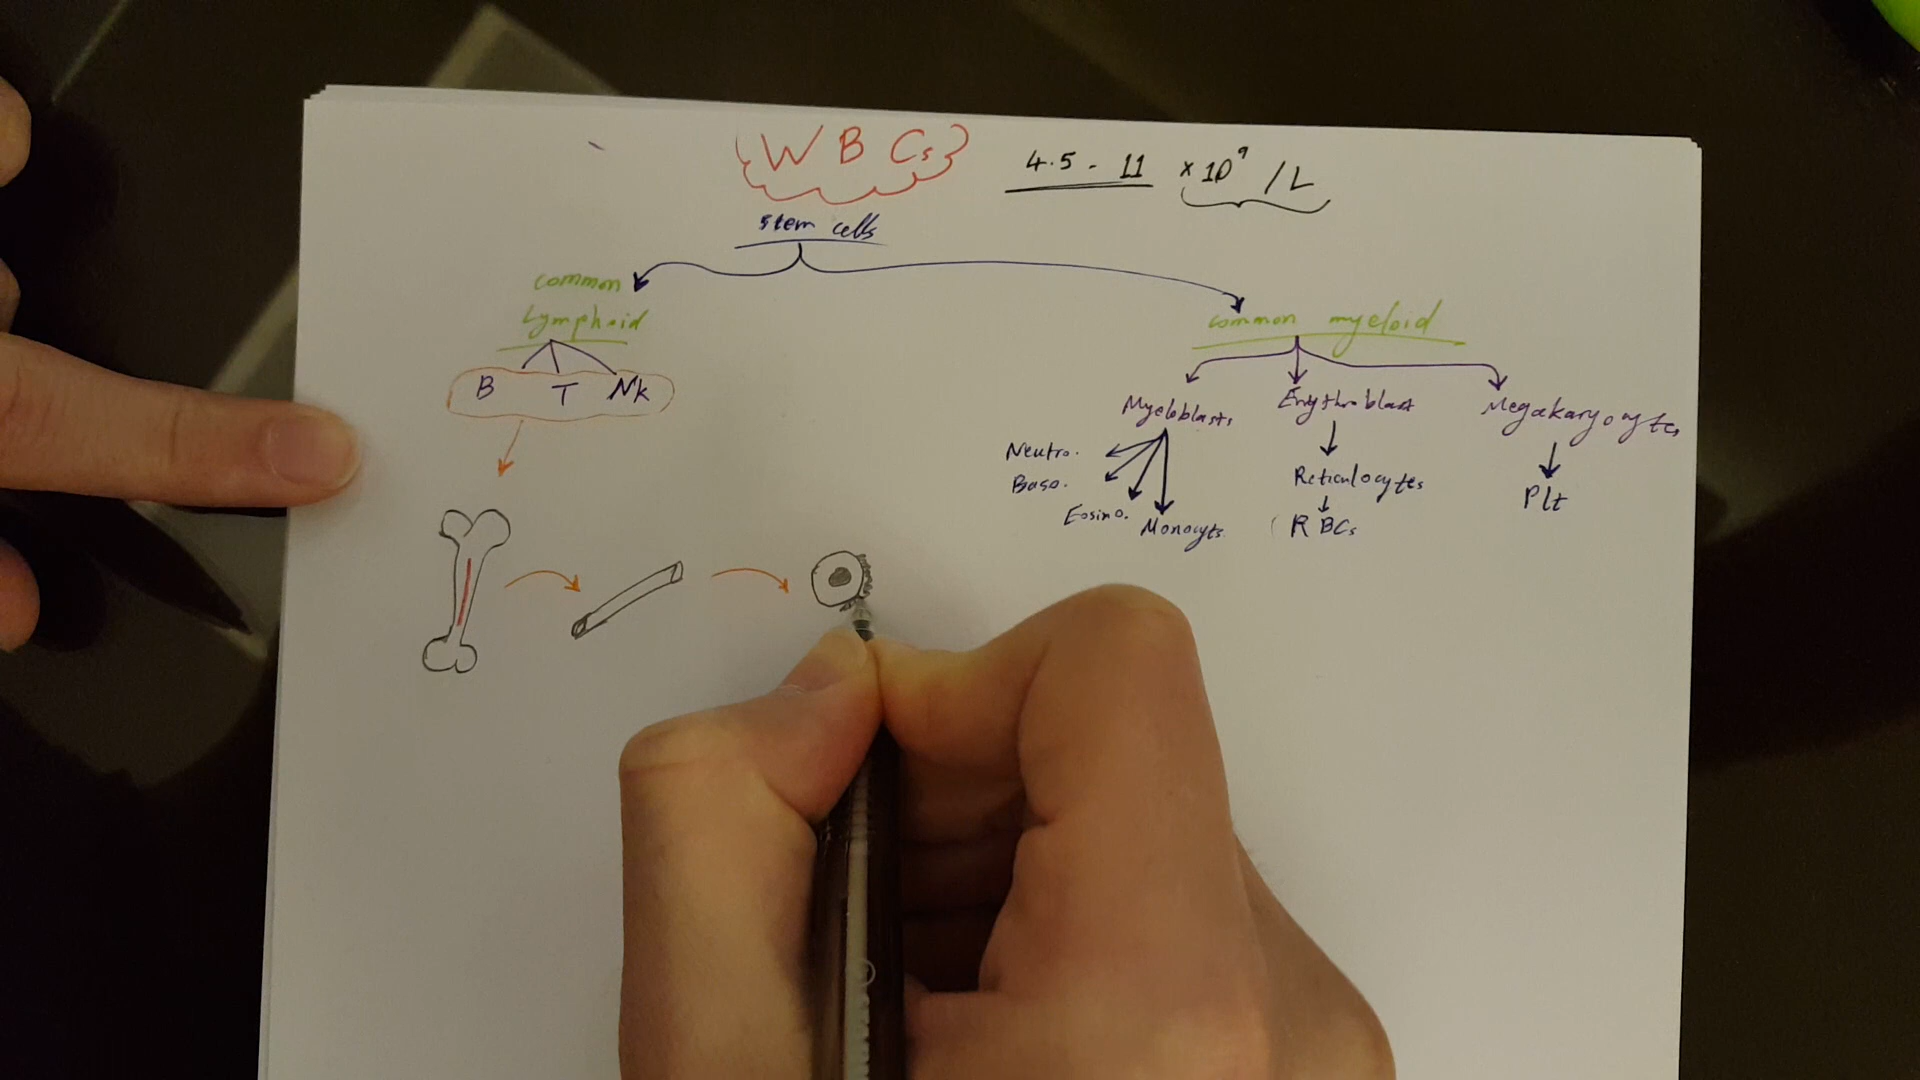 WBCs 4.5 - 11 x10⁹ /L
stem cells
common
Lymphoid
common myeloid
B T NK
Myeloblasts Erythroblast Megakaryocytes
Neutro.
Baso.
Eosino. Monocyts
Reticulocytes
RBCs
Plt